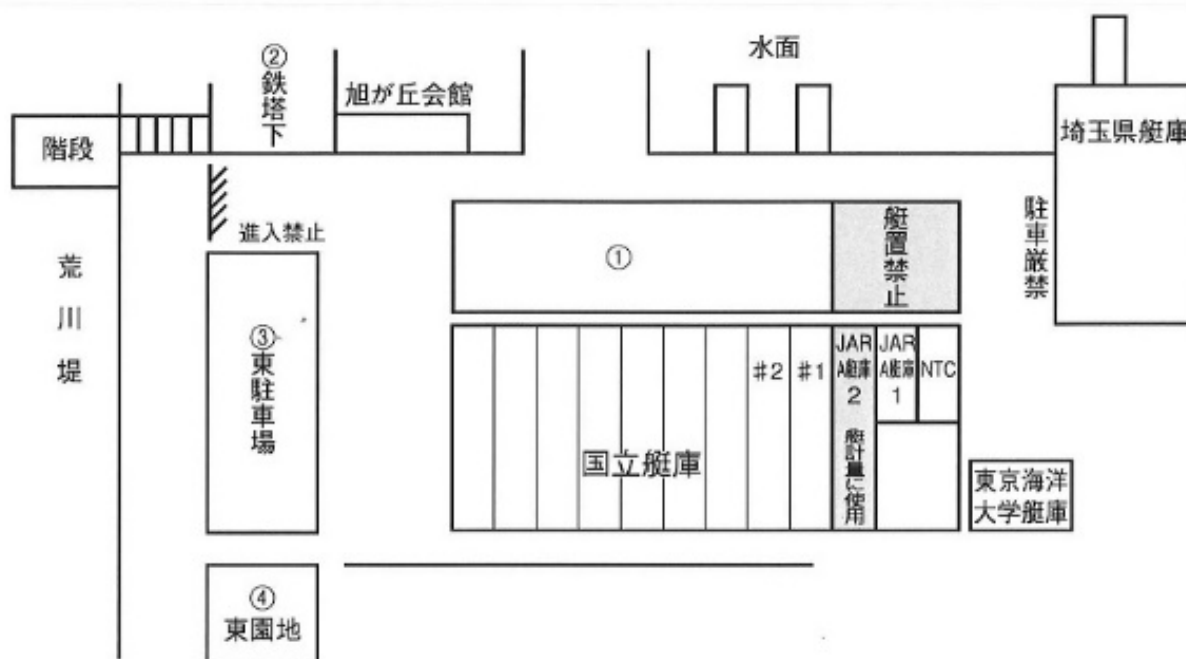 ②鉄塔下
旭が丘会館
水面
階段
埼玉県艇庫
進入禁止
荒川堤
①
艇置禁止
駐車厳禁
③東駐車場
#2
#1
JAR
A艇庫
2
艇計量に使用
JAR
A艇庫
1
NTC
国立艇庫
東京海洋
大学艇庫
④
東園地